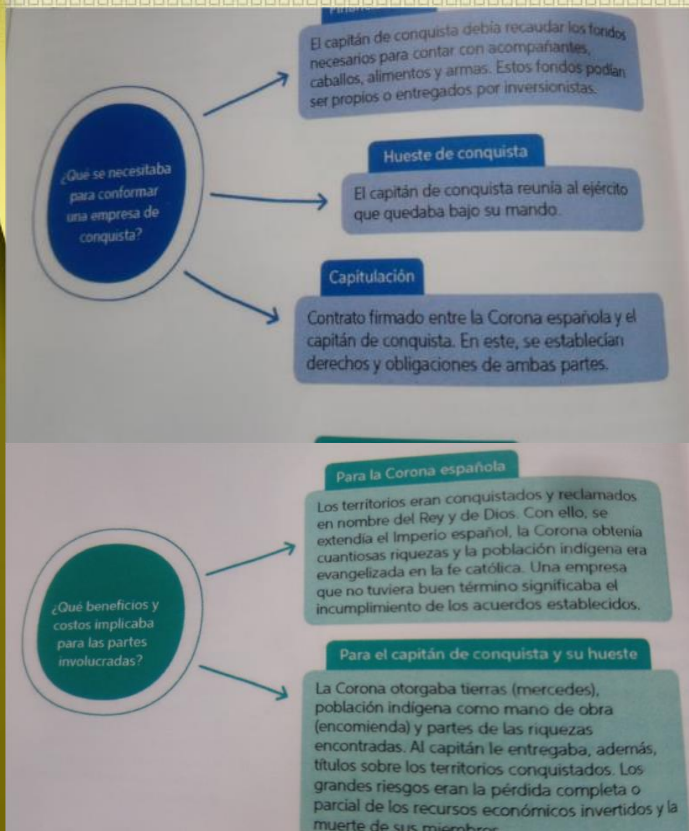 ¿Qué se necesitaba
para conformar
una empresa de
conquista?
El capitán de conquista debía recaudar los fondos
necesarios para contar con acompañantes,
caballos, alimentos y armas. Estos fondos podían
ser propios o entregados por inversionistas.
Hueste de conquista
El capitán de conquista reunía al ejército
que quedaba bajo su mando.
Capitulación
Contrato firmado entre la Corona española y el
capitán de conquista. En este, se establecían
derechos y obligaciones de ambas partes.
¿Qué beneficios y
costos implicaba
para las partes
involucradas?
Para la Corona española
Los territorios eran conquistados y reclamados
en nombre del Rey y de Dios. Con ello, se
extendía el Imperio español, la Corona obtenía
cuantiosas riquezas y la población indígena era
evangelizada en la fe católica. Una empresa
que no tuviera buen término significaba el
incumplimiento de los acuerdos establecidos.
Para el capitán de conquista y su hueste
La Corona otorgaba tierras (mercedes),
población indígena como mano de obra
(encomienda) y partes de las riquezas
encontradas. Al capitán le entregaba, además,
títulos sobre los territorios conquistados. Los
grandes riesgos eran la pérdida completa o
parcial de los recursos económicos invertidos y la
muerte de sus miembros